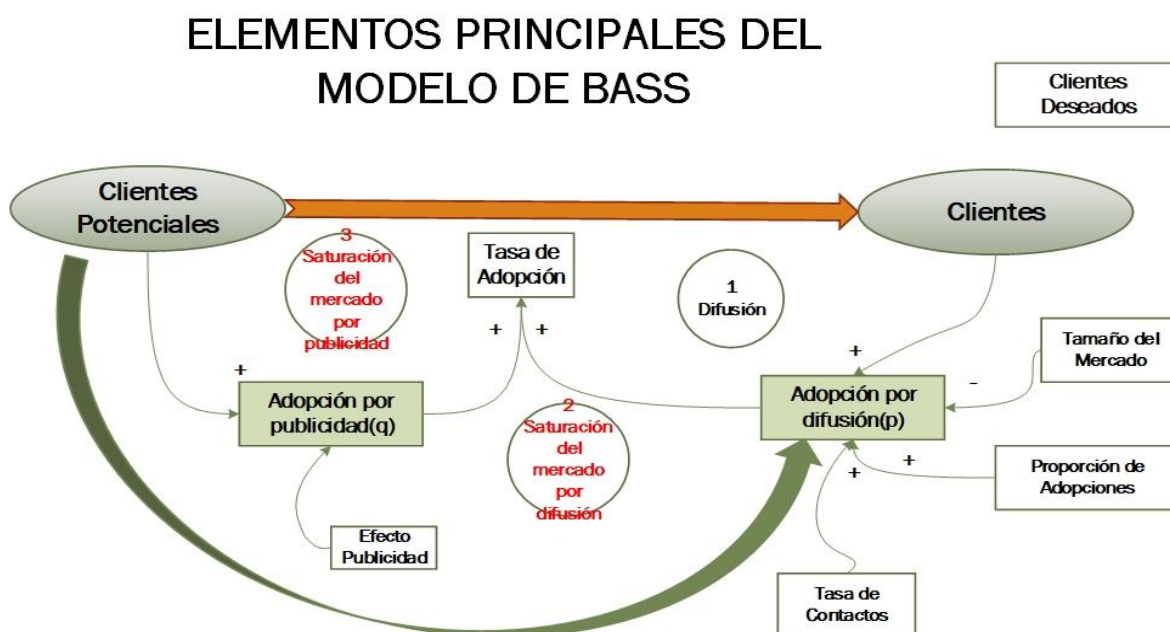 ELEMENTOS PRINCIPALES DEL
MODELO DE BASS
Clientes
Deseados
Clientes
Potenciales
Clientes
3
Saturación
del
mercado
por
publicidad
Tasa de
Adopción
1
Difusión
+
+
+
+
-
Tamaño del
Mercado
Adopción por
publicidad(q)
2
Saturación
del
mercado
por
difusión
Adopción por
difusión(p)
+
+
Proporción de
Adopciones
Efecto
Publicidad
Tasa de
Contactos